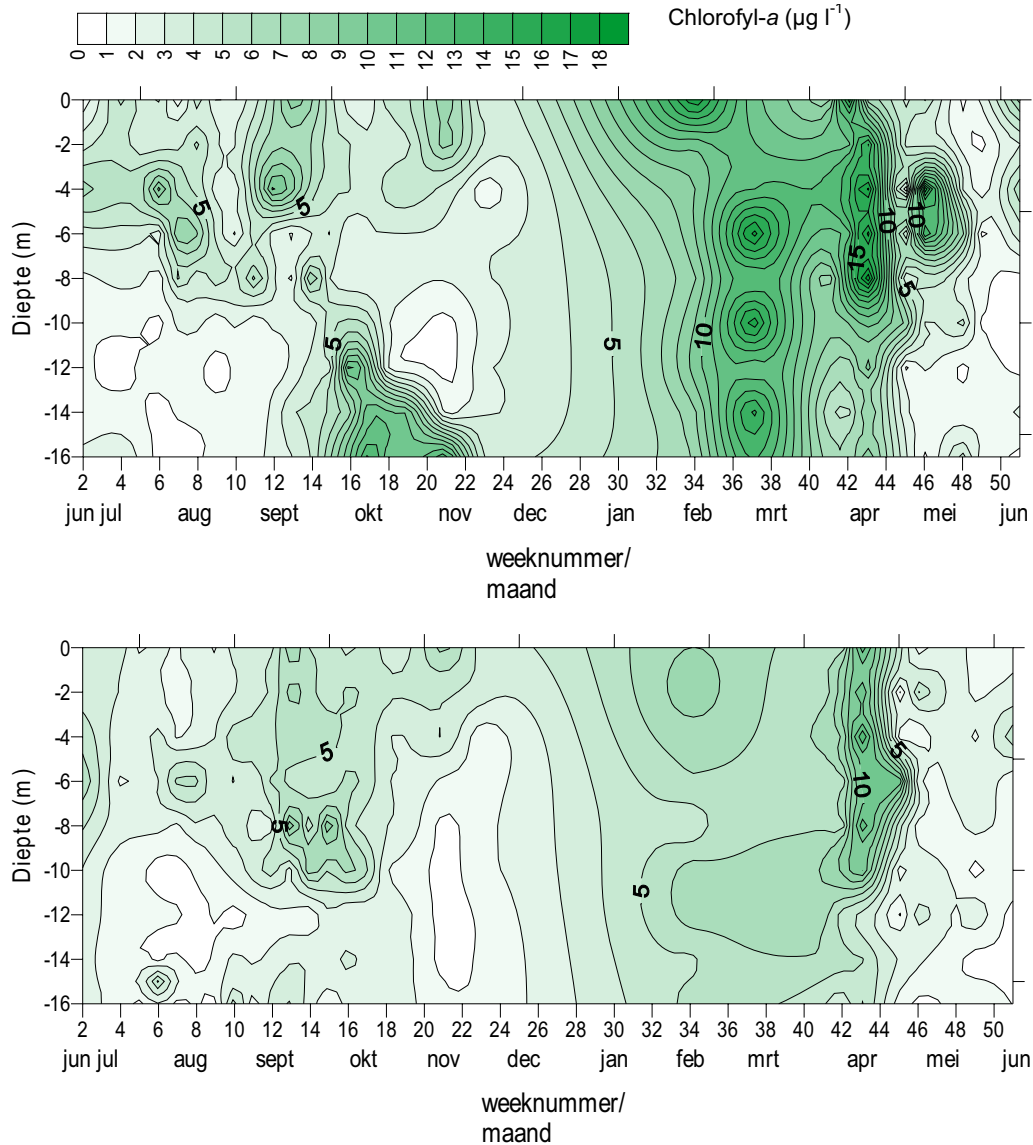 Chlorofyl-a (µg l⁻¹)
0 1 2 3 4 5 6 7 8 9 10 11 13 14 15 16 17 18
0
-2
-4
-6
-8
-10
-12
-14
-16
Diepte (m)
5
5
5
5
10
15
10
10
5
2 4 6 8 10 12 14 16 18 20 22 24 26 28 30 32 34 36 38 40 42 44 46 48 50
jun jul aug sept okt nov dec jan feb mrt apr mei jun
weeknummer/
maand
0
-2
-4
-6
-8
-10
-12
-14
-16
Diepte (m)
5
5
5
10
5
2 4 6 8 10 12 14 16 18 20 22 24 26 28 30 32 34 36 38 40 42 44 46 48 50
jun jul aug sept okt nov dec jan feb mrt apr mei jun
weeknummer/
maand